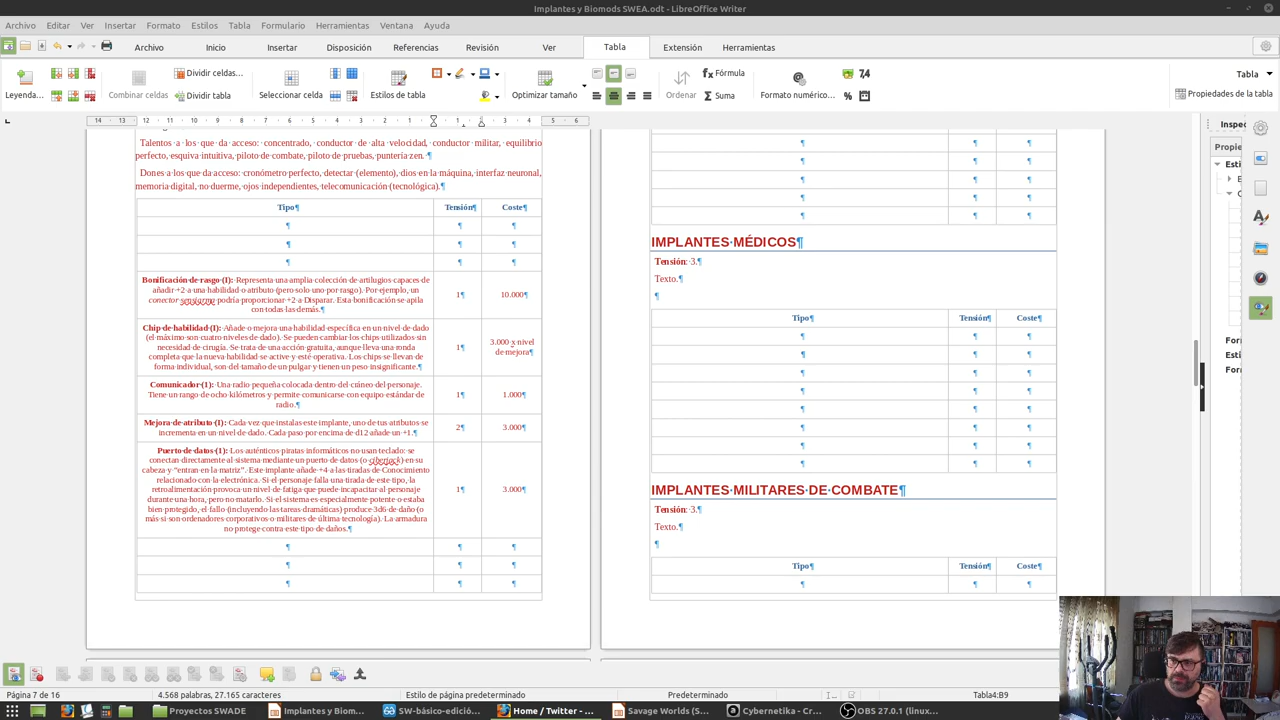 Implantes y Biomods SWEA.odt - LibreOffice Writer
Archivo Editar Ver Insertar Formato Estilos Tabla Formulario Herramientas Ventana Ayuda
Archivo Inicio Insertar Disposición Referencias Revisión Ver Tabla Extensión Herramientas
Leyenda... Combinar celdas Dividir celdas... Dividir tabla Seleccionar celda Estilos de tabla Optimizar tamaño Ordenar Fórmula Suma Formato numérico... Tabla Propiedades de la tabla
Talentos a los que da acceso: concentrado, conductor de alta velocidad, conductor militar, equilibrio
perfecto, esquiva intuitiva, piloto de combate, piloto de pruebas, puntería zen. ¶
Dones a los que da acceso: cronómetro perfecto, detectar (elemento), dios en la máquina, interfaz neuronal,
memoria digital, no duerme, ojos independientes, telecomunicación (tecnológica).¶
Tipo¶ Tensión¶ Coste¶
Bonificación de rasgo (I): Representa una amplia colección de artilugios capaces de
añadir +2 a una habilidad o atributo (pero solo uno por rasgo). Por ejemplo, un
conector sensigring podría proporcionar +2 a Disparar. Esta bonificación se apila
con todas las demás.¶
1¶ 10.000¶
Chip de habilidad (I): Añade o mejora una habilidad específica en un nivel de dado
(el máximo son cuatro niveles de dado). Se pueden cambiar los chips utilizados sin
necesidad de cirugía. Se trata de una acción gratuita, aunque lleva una ronda
completa que la nueva habilidad se active y esté operativa. Los chips se llevan de
forma individual, son del tamaño de un pulgar y tienen un peso insignificante.¶
1¶ 3.000 x nivel
de mejora¶
Comunicador (1): Una radio pequeña colocada dentro del cráneo del personaje.
Tiene un rango de ocho kilómetros y permite comunicarse con equipo estándar de
radio.¶
1¶ 1.000¶
Mejora de atributo (I): Cada vez que instalas este implante, uno de tus atributos se
incrementa en un nivel de dado. Cada paso por encima de d12 añade un +1.¶
2¶ 3.000¶
Puerto de datos (1): Los auténticos piratas informáticos no usan teclado: se
conectan directamente al sistema mediante un puerto de datos (o ciberjack) en su
cabeza y “entran en la matriz”. Este implante añade +4 a las tiradas de Conocimiento
relacionado con la electrónica. Si el personaje falla una tirada de este tipo, la
retroalimentación provoca un nivel de fatiga que puede incapacitar al personaje
durante una hora, pero no matarlo. Si el sistema es especialmente potente o estaba
bien protegido, el fallo (incluyendo las tareas dramáticas) produce 3d6 de daño (o
más si son ordenadores corporativos o militares de última tecnología). La armadura
no protege contra este tipo de daños.¶
1¶ 3.000¶
IMPLANTES MÉDICOS¶
Tensión: 3.¶
Texto.¶
¶
Tipo¶ Tensión¶ Coste¶
IMPLANTES MILITARES DE COMBATE¶
Tensión: 3.¶
Texto.¶
¶
Tipo¶ Tensión¶ Coste¶
Página 7 de 16 4.568 palabras, 27.165 caracteres Estilo de página predeterminado Predeterminado Tabla4:B9
Proyectos SWADE Implantes y Biom... SW-básico-edició... Home / Twitter - ... Savage Worlds (S... Cybernetika - Cr... OBS 27.0.1 (linux...